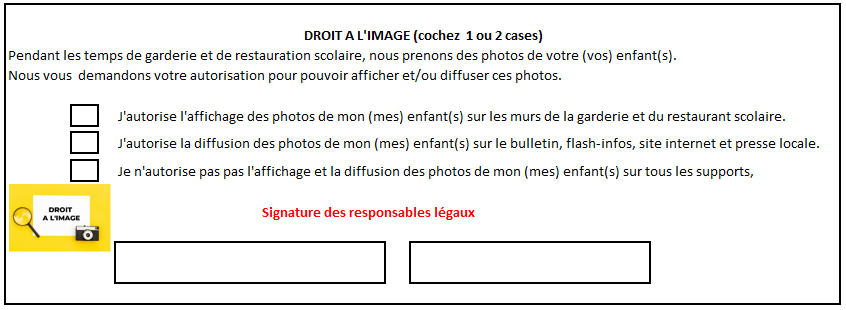 DROIT A L'IMAGE (cochez 1 ou 2 cases)
Pendant les temps de garderie et de restauration scolaire, nous prenons des photos de votre (vos) enfant(s).
Nous vous demandons votre autorisation pour pouvoir afficher et/ou diffuser ces photos.
J'autorise l'affichage des photos de mon (mes) enfant(s) sur les murs de la garderie et du restaurant scolaire.
J'autorise la diffusion des photos de mon (mes) enfant(s) sur le bulletin, flash-infos, site internet et presse locale.
Je n'autorise pas pas l'affichage et la diffusion des photos de mon (mes) enfant(s) sur tous les supports,
DROIT
A L'IMAGE
Signature des responsables légaux